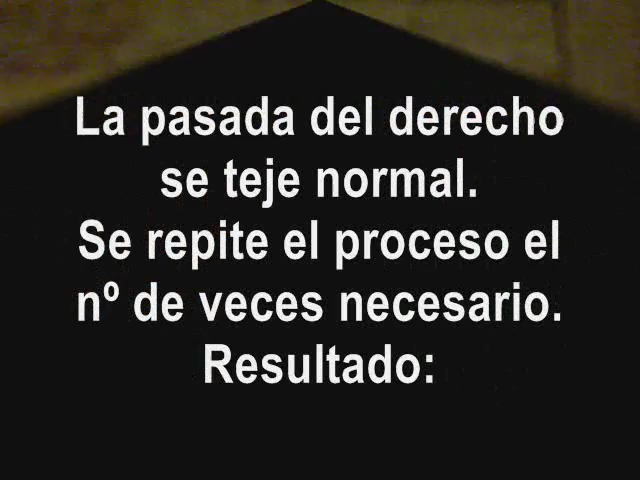 La pasada del derecho
se teje normal.
Se repite el proceso el
nº de veces necesario.
Resultado: